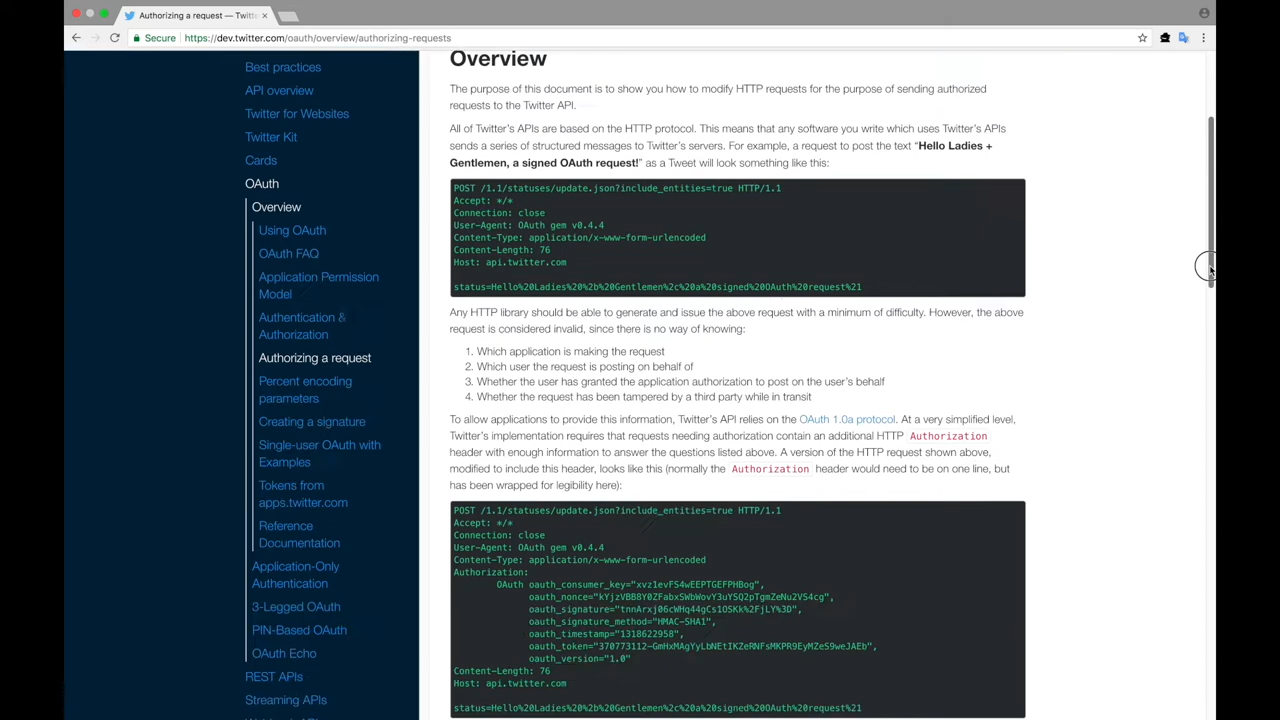 Authorizing a request — Twitte
Secure https://dev.twitter.com/oauth/overview/authorizing-requests
Best practices
API overview
Twitter for Websites
Twitter Kit
Cards
OAuth
Overview
Using OAuth
OAuth FAQ
Application Permission
Model
Authentication &
Authorization
Authorizing a request
Percent encoding
parameters
Creating a signature
Single-user OAuth with
Examples
Tokens from
apps.twitter.com
Reference
Documentation
Application-Only
Authentication
3-Legged OAuth
PIN-Based OAuth
OAuth Echo
REST APIs
Streaming APIs
Overview
The purpose of this document is to show you how to modify HTTP requests for the purpose of sending authorized
requests to the Twitter API.
All of Twitter's APIs are based on the HTTP protocol. This means that any software you write which uses Twitter's APIs
sends a series of structured messages to Twitter's servers. For example, a request to post the text “Hello Ladies +
Gentlemen, a signed OAuth request!” as a Tweet will look something like this:
POST /1.1/statuses/update.json?include_entities=true HTTP/1.1
Accept: */*
Connection: close
User-Agent: OAuth gem v0.4.4
Content-Type: application/x-www-form-urlencoded
Content-Length: 76
Host: api.twitter.com
status=Hello%20Ladies%20%2b%20Gentlemen%2c%20a%20signed%20OAuth%20request%21
Any HTTP library should be able to generate and issue the above request with a minimum of difficulty. However, the above
request is considered invalid, since there is no way of knowing:
1. Which application is making the request
2. Which user the request is posting on behalf of
3. Whether the user has granted the application authorization to post on the user's behalf
4. Whether the request has been tampered by a third party while in transit
To allow applications to provide this information, Twitter's API relies on the OAuth 1.0a protocol. At a very simplified level,
Twitter's implementation requires that requests needing authorization contain an additional HTTP Authorization
header with enough information to answer the questions listed above. A version of the HTTP request shown above,
modified to include this header, looks like this (normally the Authorization header would need to be on one line, but
has been wrapped for legibility here):
POST /1.1/statuses/update.json?include_entities=true HTTP/1.1
Accept: */*
Connection: close
User-Agent: OAuth gem v0.4.4
Content-Type: application/x-www-form-urlencoded
Authorization:
OAuth oauth_consumer_key="xvz1evFS4wEEPTGEFPHBog",
oauth_nonce="kYjzVBB8Y0ZFabxSWbWovY3uYSQ2pTgmZeNu2VS4cg",
oauth_signature="tnnArxj06cWHq44gCs1OSKk%2FjLY%3D",
oauth_signature_method="HMAC-SHA1",
oauth_timestamp="1318622958",
oauth_token="370773112-GmHxMAgYyLbNEtIKZeRNFsMKPR9EyMZeS9weJAEb",
oauth_version="1.0"
Content-Length: 76
Host: api.twitter.com
status=Hello%20Ladies%20%2b%20Gentlemen%2c%20a%20signed%20OAuth%20request%21